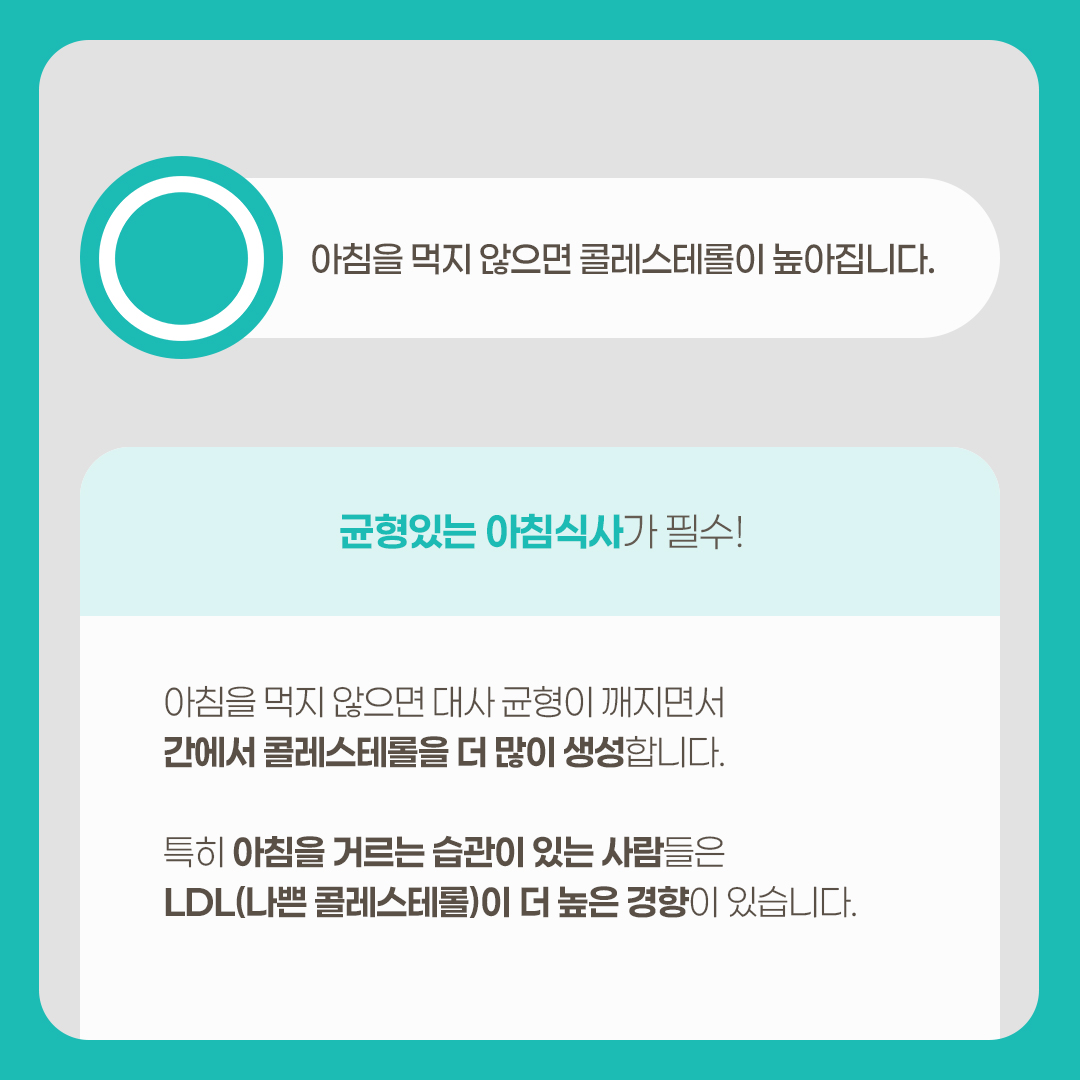 아침을 먹지 않으면 콜레스테롤이 높아집니다.
균형있는 아침식사가 필수!
아침을 먹지 않으면 대사 균형이 깨지면서
간에서 콜레스테롤을 더 많이 생성합니다.
특히 아침을 거르는 습관이 있는 사람들은
LDL(나쁜 콜레스테롤)이 더 높은 경향이 있습니다.